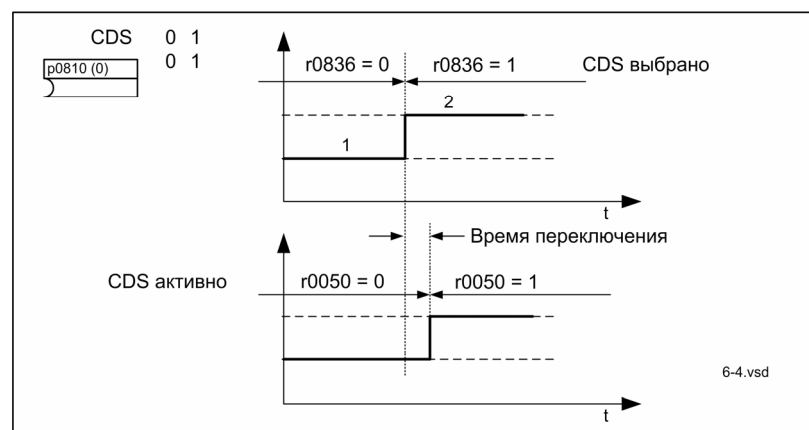 CDS 0 1
p0810 (0) 0 1
r0836 = 0 r0836 = 1 CDS выбрано
2
1
t
Время переключения
CDS активно r0050 = 0 r0050 = 1
6-4.vsd
t